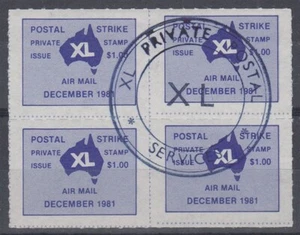 POSTAL STRIKE
PRIVATE XL STAMP
ISSUE $1.00
AIR MAIL
DECEMBER 1981
POSTAL STRIKE
PRIVATE XL STAMP
ISSUE $1.00
AIR MAIL
DECEMBER 1981
POSTAL STRIKE
PRIVATE XL STAMP
ISSUE $1.00
AIR MAIL
DECEMBER 1981
POSTAL STRIKE
PRIVATE XL STAMP
ISSUE $1.00
AIR MAIL
DECEMBER 1981
XL PRIVATE POSTAL
XL
* SERVICE *